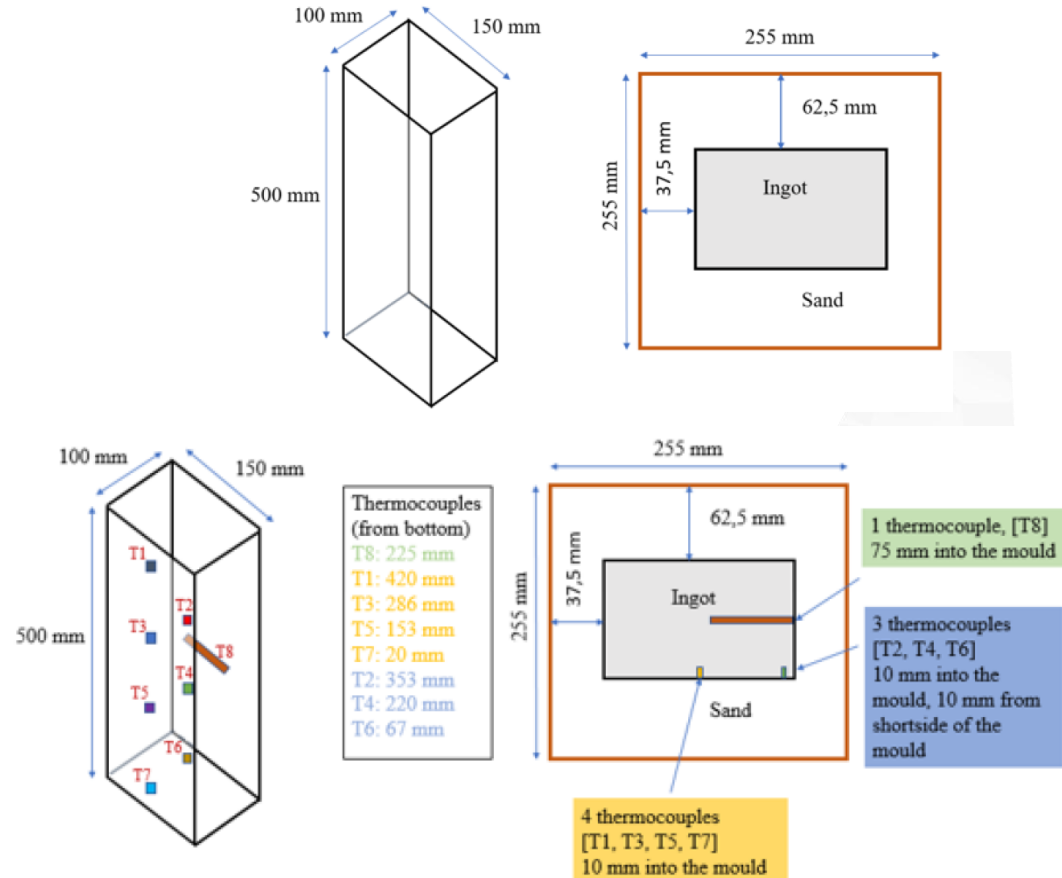 100 mm
150 mm
500 mm
255 mm
62,5 mm
37,5 mm
255 mm
Ingot
Sand
100 mm
150 mm
500 mm
T1
T2
T3
T8
T4
T5
T6
T7
Thermocouples
(from bottom)
T8: 225 mm
T1: 420 mm
T3: 286 mm
T5: 153 mm
T7: 20 mm
T2: 353 mm
T4: 220 mm
T6: 67 mm
255 mm
62,5 mm
37,5 mm
255 mm
Ingot
Sand
1 thermocouple, [T8]
75 mm into the mould
3 thermocouples
[T2, T4, T6]
10 mm into the
mould, 10 mm from
shortside of the
mould
4 thermocouples
[T1, T3, T5, T7]
10 mm into the mould